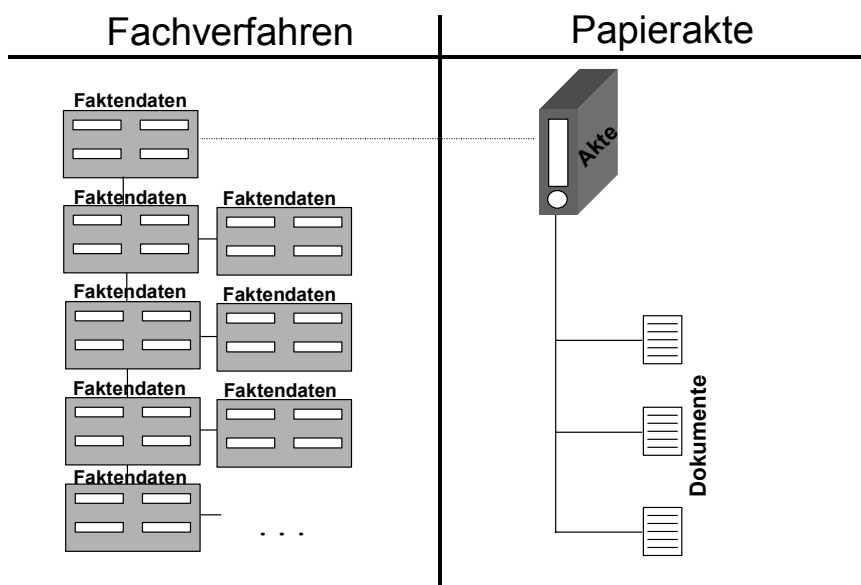 Fachverfahren
Papierakte
Faktendaten
Akte
Faktendaten
Faktendaten
Faktendaten
Faktendaten
Faktendaten
Faktendaten
Faktendaten
. . .
Dokumente